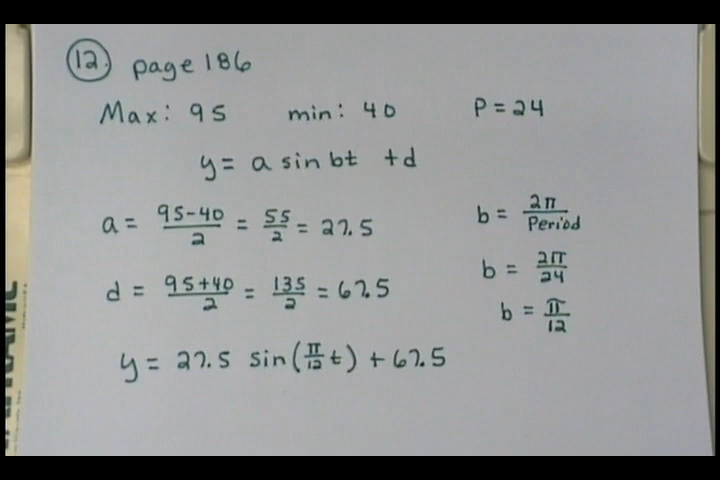 12. page 186
Max: 95 min: 40 P = 24
y = a sin bt + d
a = 95-40/2 = 55/2 = 27.5
b = 2π/Period
d = 95+40/2 = 135/2 = 67.5
b = 2π/24
b = π/12
y = 27.5 sin(π/12 t) + 67.5